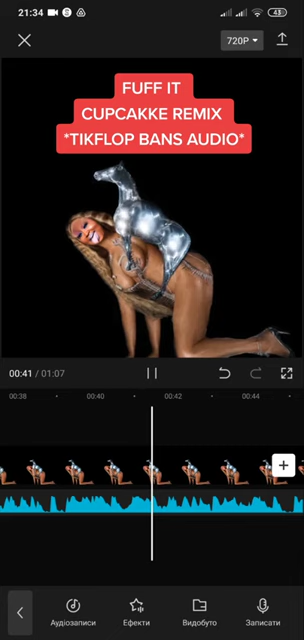 21:34
43
720P
FUFF IT
CUPCAKKE REMIX
*TIKFLOP BANS AUDIO*
00:41 / 01:07
00:38
00:40
00:42
00:44
Аудіозаписи
Ефекти
Видобуто
Записати